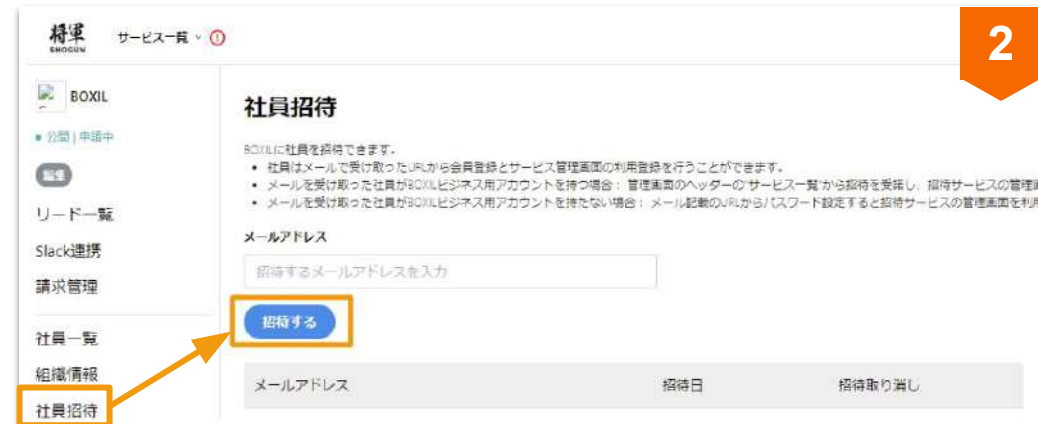 将軍
SHOGUN
サービス一覧
2
BOXIL
公開 | 申請中
編集
リード一覧
Slack連携
請求管理
社員一覧
組織情報
社員招待
社員招待
BOXILに社員を招待できます。
社員はメールで受け取ったURLから会員登録とサービス管理画面の利用登録を行うことができます。
メールを受け取った社員がBOXILビジネス用アカウントを持つ場合： 管理画面のヘッダーの"サービス一覧"から招待を受諾し、招待サービスの管理画
メールを受け取った社員がBOXILビジネス用アカウントを持たない場合： メール記載のURLからパスワード設定すると招待サービスの管理画面を利用
メールアドレス
招待するメールアドレスを入力
招待する
メールアドレス 招待日 招待取り消し